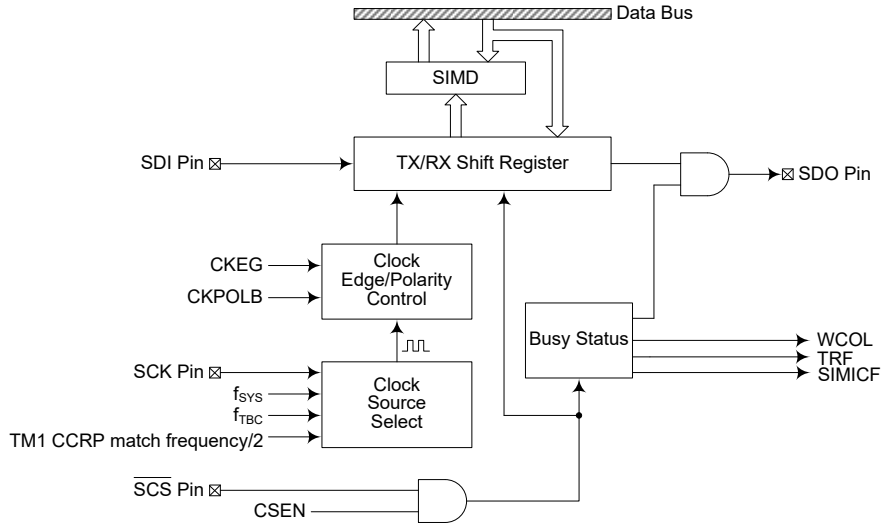 Data Bus
SIMD
SDI Pin
TX/RX Shift Register
SDO Pin
CKEG
CKPOLB
Clock
Edge/Polarity
Control
Busy Status
WCOL
TRF
SIMICF
SCK Pin
fSYS
fTBC
TM1 CCRP match frequency/2
Clock
Source
Select
SCS Pin
CSEN